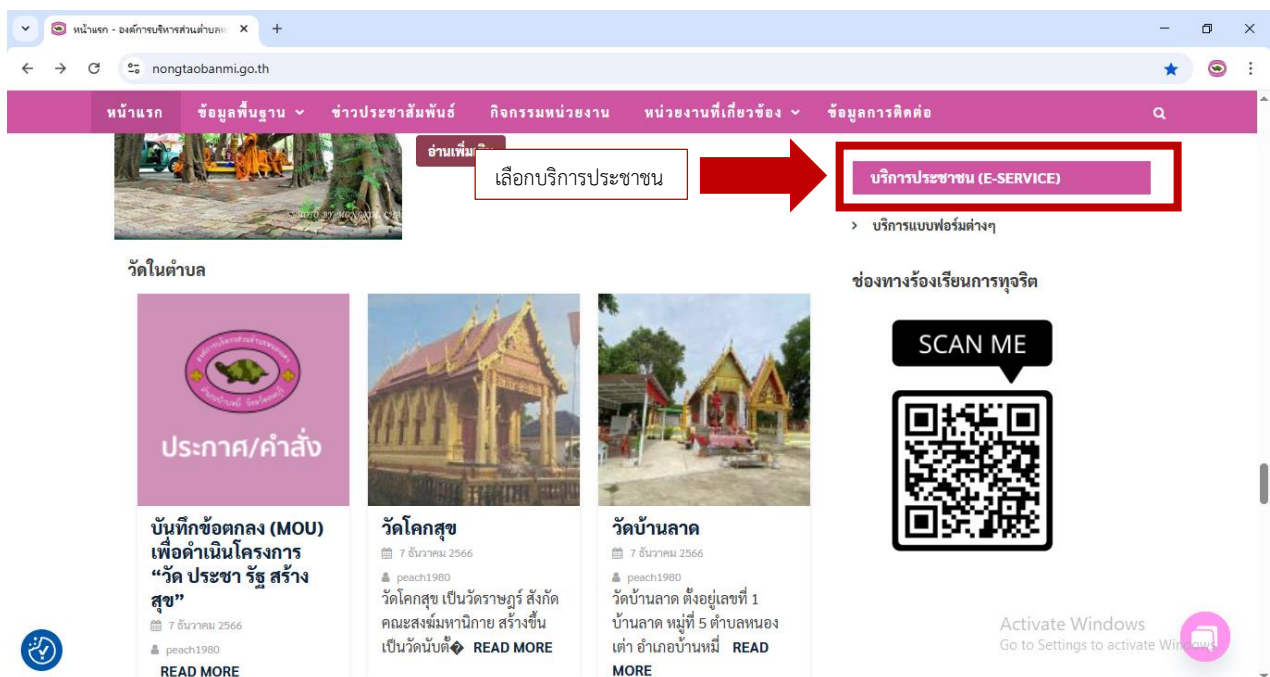 หน้าแรก - องค์การบริหารส่วนตำบลห
nongtaobanmi.go.th
หน้าแรก ข้อมูลพื้นฐาน ข่าวประชาสัมพันธ์ กิจกรรมหน่วยงาน หน่วยงานที่เกี่ยวข้อง ข้อมูลการติดต่อ
อ่านเพิ่มเติม
เลือกบริการประชาชน
บริการประชาชน (E-SERVICE)
> บริการแบบฟอร์มต่างๆ
วัดในตำบล
ช่องทางร้องเรียนการทุจริต
SCAN ME
ประกาศ/คำสั่ง
บันทึกข้อตกลง (MOU)
เพื่อดำเนินโครงการ
“วัด ประชา รัฐ สร้าง
สุข”
7 ธันวาคม 2566
peach1980
READ MORE
วัดโคกสุข
7 ธันวาคม 2566
peach1980
วัดโคกสุข เป็นวัดราษฎร์ สังกัด
คณะสงฆ์มหานิกาย สร้างขึ้น
เป็นวัดนับตั้� READ MORE
วัดบ้านลาด
7 ธันวาคม 2566
peach1980
วัดบ้านลาด ตั้งอยู่เลขที่ 1
บ้านลาด หมู่ที่ 5 ตำบลหนอง
เต่า อำเภอบ้านหมี่ READ
MORE
Activate Windows
Go to Settings to activate Windows.